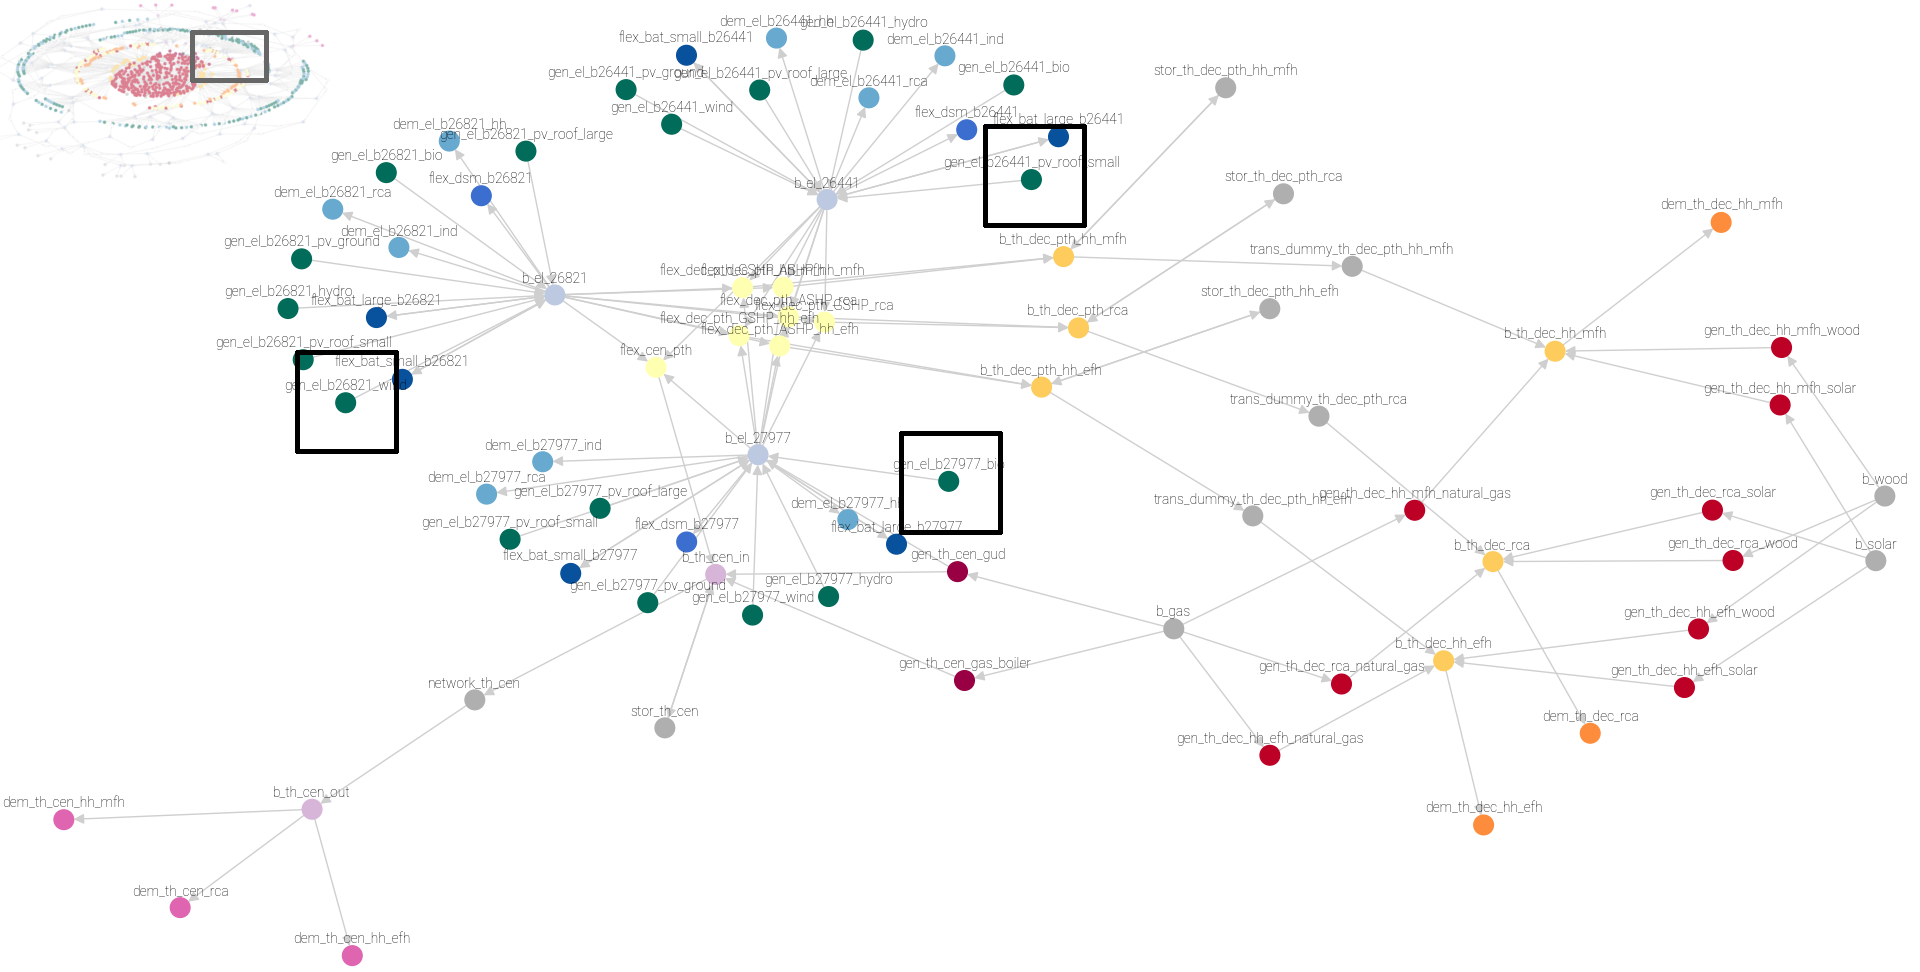 dem_el_b26441_hh
gen_el_b26441_hydro
flex_bat_small_b26441
dem_el_b26441_ind
gen_el_b26441_pv_ground
gen_el_b26441_pv_roof_large
gen_el_b26441_bio
stor_th_dec_pth_hh_mfh
dem_el_b26441_rca
gen_el_b26441_wind
flex_dsm_b26441
flex_bat_large_b26441
dem_el_b26821_hh
gen_el_b26821_pv_roof_large
gen_el_b26821_bio
gen_el_b26441_pv_roof_small
flex_dsm_b26821
b_el_26441
stor_th_dec_pth_rca
dem_el_b26821_rca
dem_th_dec_hh_mfh
dem_el_b26821_ind
gen_el_b26821_pv_ground
b_th_dec_pth_hh_mfh
trans_dummy_th_dec_pth_hh_mfh
b_el_26821
flex_dec_pth_GSHP_hh_mfh
flex_dec_pth_ASHP_hh_mfh
gen_el_b26821_hydro
flex_bat_large_b26821
flex_dec_pth_ASHP_rca
flex_dec_pth_GSHP_rca
stor_th_dec_pth_hh_efh
b_th_dec_pth_rca
flex_dec_pth_GSHP_hh_efh
flex_dec_pth_ASHP_hh_efh
b_th_dec_hh_mfh
gen_th_dec_hh_mfh_wood
gen_el_b26821_pv_roof_small
flex_bat_small_b26821
flex_cen_pth
b_th_dec_pth_hh_efh
gen_el_b26821_wind
gen_th_dec_hh_mfh_solar
trans_dummy_th_dec_pth_rca
b_el_27977
dem_el_b27977_ind
gen_el_b27977_bio
dem_el_b27977_rca
b_wood
gen_el_b27977_pv_roof_large
dem_el_b27977_hh
trans_dummy_th_dec_pth_hh_efh
gen_th_dec_hh_mfh_natural_gas
gen_th_dec_rca_solar
gen_el_b27977_pv_roof_small
flex_dsm_b27977
flex_bat_large_b27977
b_th_dec_rca
gen_th_dec_rca_wood
b_solar
flex_bat_small_b27977
b_th_cen_in
gen_th_cen_gud
gen_el_b27977_pv_ground
gen_el_b27977_hydro
gen_el_b27977_wind
b_gas
gen_th_dec_hh_efh_wood
b_th_dec_hh_efh
gen_th_cen_gas_boiler
gen_th_dec_rca_natural_gas
gen_th_dec_hh_efh_solar
network_th_cen
stor_th_cen
dem_th_dec_rca
gen_th_dec_hh_efh_natural_gas
b_th_cen_out
dem_th_cen_hh_mfh
dem_th_dec_hh_efh
dem_th_cen_rca
dem_th_cen_hh_efh